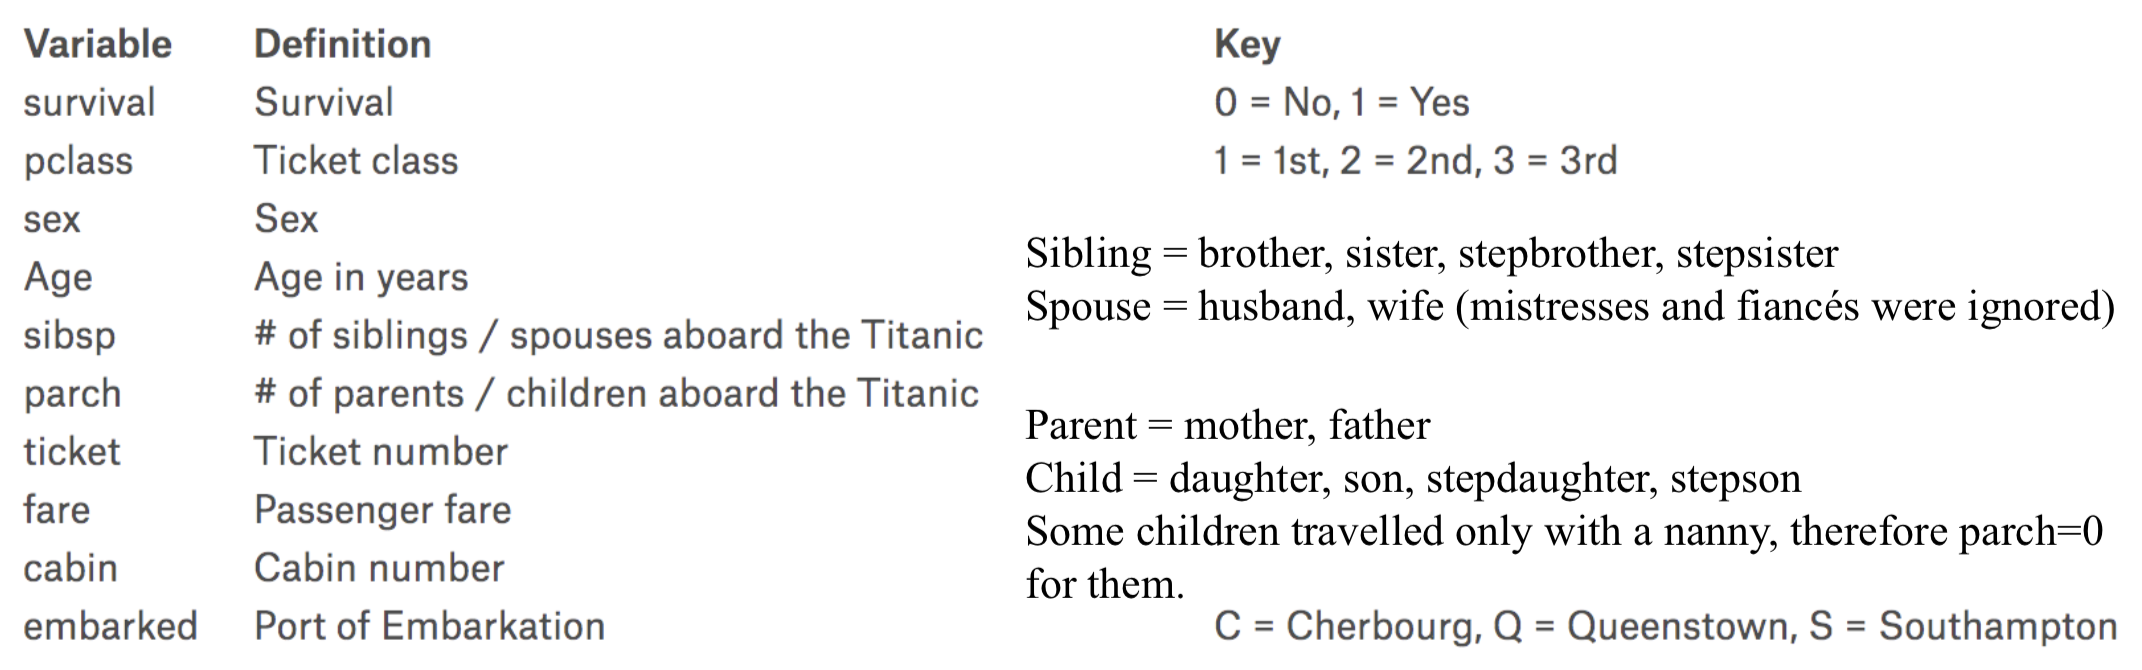 Variable Definition Key
survival Survival 0 = No, 1 = Yes
pclass Ticket class 1 = 1st, 2 = 2nd, 3 = 3rd
sex Sex
Sibling = brother, sister, stepbrother, stepsister
Age Age in years
Spouse = husband, wife (mistresses and fiancés were ignored)
sibsp # of siblings / spouses aboard the Titanic
parch # of parents / children aboard the Titanic
Parent = mother, father
ticket Ticket number
Child = daughter, son, stepdaughter, stepson
fare Passenger fare
Some children travelled only with a nanny, therefore parch=0
cabin Cabin number
for them.
embarked Port of Embarkation C = Cherbourg, Q = Queenstown, S = Southampton